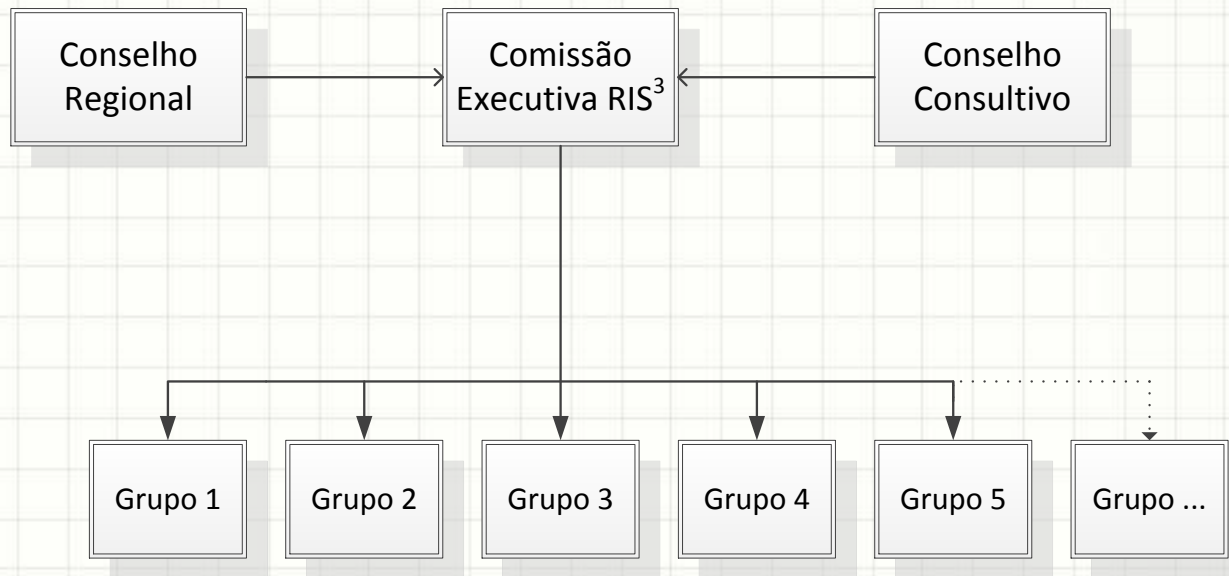 Conselho
Regional
Comissão
Executiva RIS³
Conselho
Consultivo
Grupo 1
Grupo 2
Grupo 3
Grupo 4
Grupo 5
Grupo ...